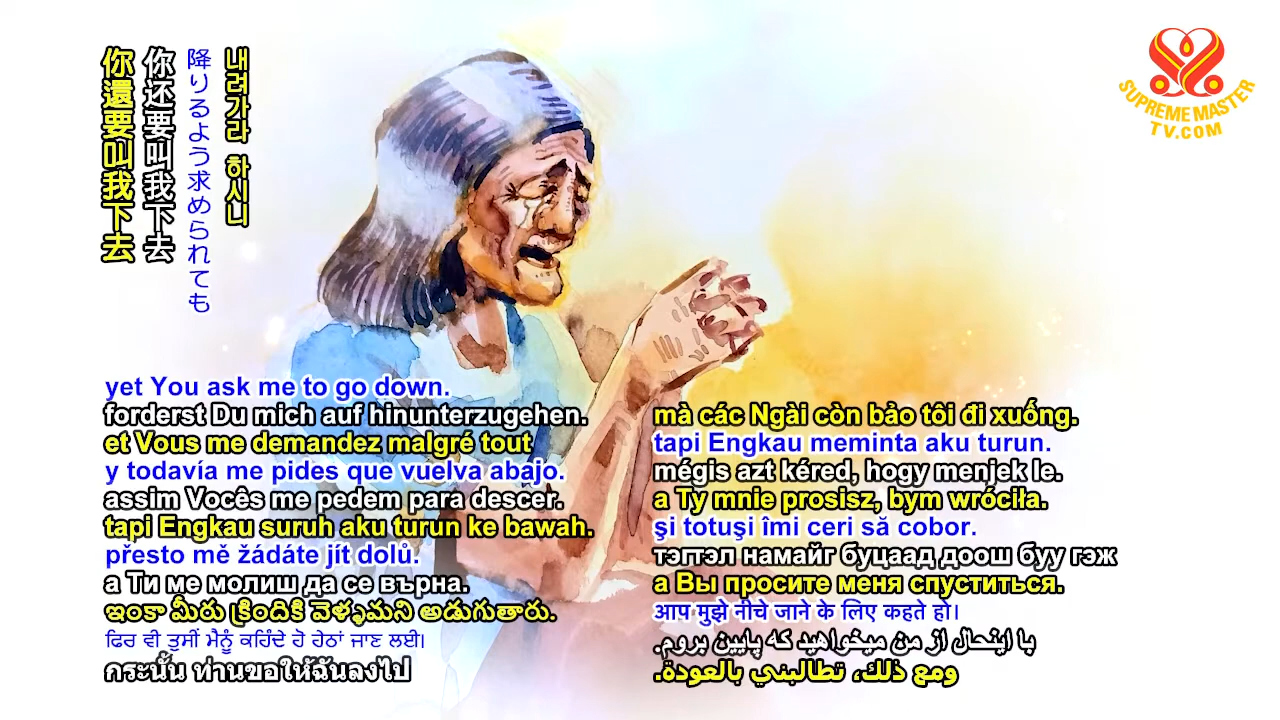 你還要叫我下去
你还要叫我下去
降りるよう求められても
내려가라 하시니
SUPREME MASTER
TV.COM
yet You ask me to go down.
forderst Du mich auf hinunterzugehen.
et Vous me demandez malgré tout
y todavía me pides que vuelva abajo.
assim Vocês me pedem para descer.
tapi Engkau suruh aku turun ke bawah.
přesto mě žádáte jít dolů.
а Ти ме молиш да се върна.
ఇంకా మీరు క్రిందికి వెళ్ళమని అడుగుతారు.
ਫਿਰ ਵੀ ਤੁਸੀਂ ਮੈਨੂੰ ਕਹਿੰਦੇ ਹੋ ਹੇਠਾਂ ਜਾਣ ਲਈ।
กระนั้น ท่านขอให้ฉันลงไป
mà các Ngài còn bảo tôi đi xuống.
tapi Engkau meminta aku turun.
mégis azt kéred, hogy menjek le.
a Ty mnie prosisz, bym wróciła.
și totuși îmi ceri să cobor.
тэгтэл намайг буцаад доош буу гэж
а Вы просите меня спуститься.
आप मुझे नीचे जाने के लिए कहते हो।
با اینحال از من میخواهید که پایین بروم.
ومع ذلك، تطالبني بالعودة.